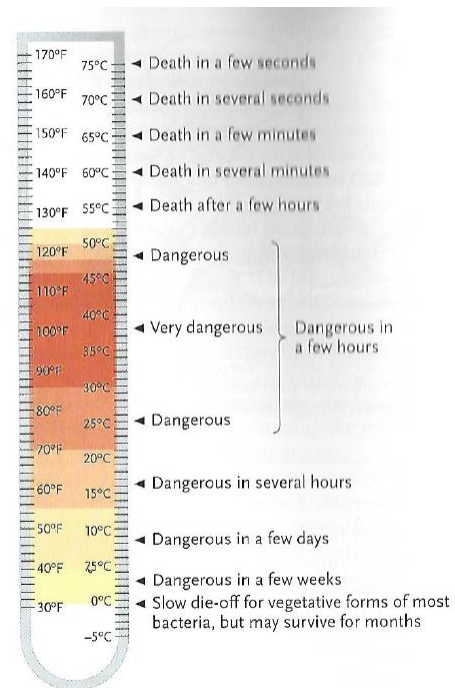 170°F
75°C
Death in a few seconds
160°F
70°C
Death in several seconds
150°F
65°C
Death in a few minutes
140°F
60°C
Death in several minutes
130°F
55°C
Death after a few hours
50°C
120°F
Dangerous
45°C
110°F
40°C
100°F
Very dangerous
Dangerous in
a few hours
35°C
90°F
30°C
80°F
25°C
Dangerous
70°F
20°C
60°F
15°C
Dangerous in several hours
50°F
10°C
Dangerous in a few days
40°F
7,5°C
Dangerous in a few weeks
30°F
0°C
Slow die-off for vegetative forms of most
bacteria, but may survive for months
-5°C